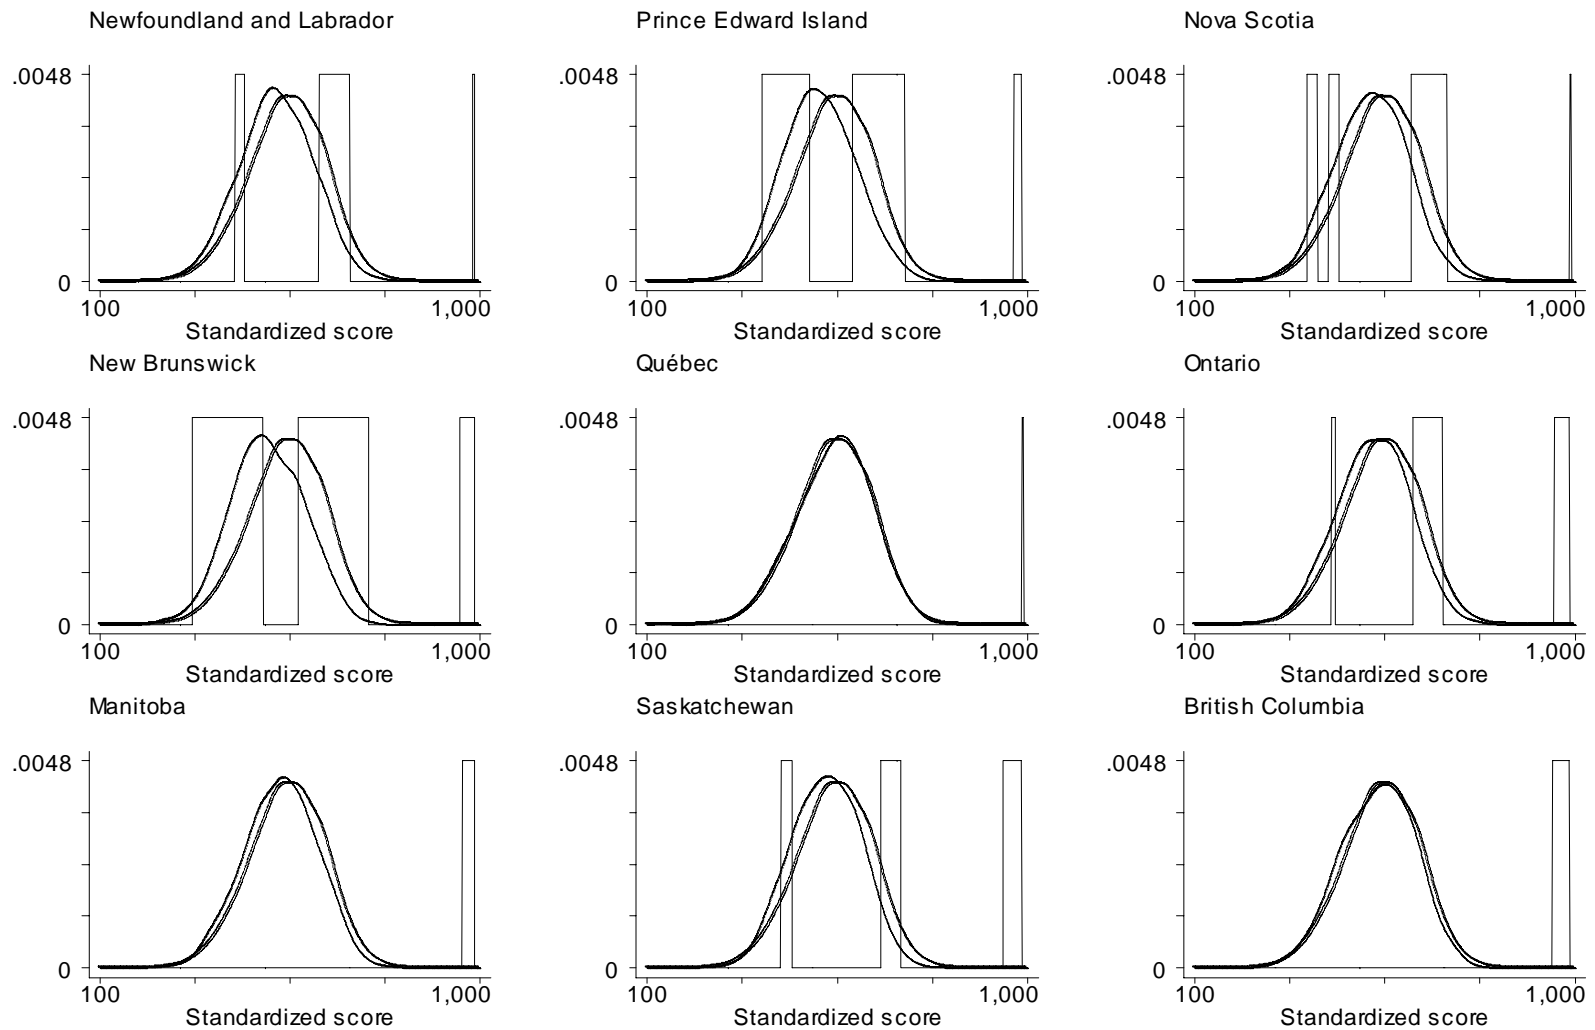 Newfoundland and Labrador
.0048
0
100 1,000
Standardized score
Prince Edward Island
.0048
0
100 1,000
Standardized score
Nova Scotia
.0048
0
100 1,000
Standardized score
New Brunswick
.0048
0
100 1,000
Standardized score
Québec
.0048
0
100 1,000
Standardized score
Ontario
.0048
0
100 1,000
Standardized score
Manitoba
.0048
0
100 1,000
Standardized score
Saskatchewan
.0048
0
100 1,000
Standardized score
British Columbia
.0048
0
100 1,000
Standardized score